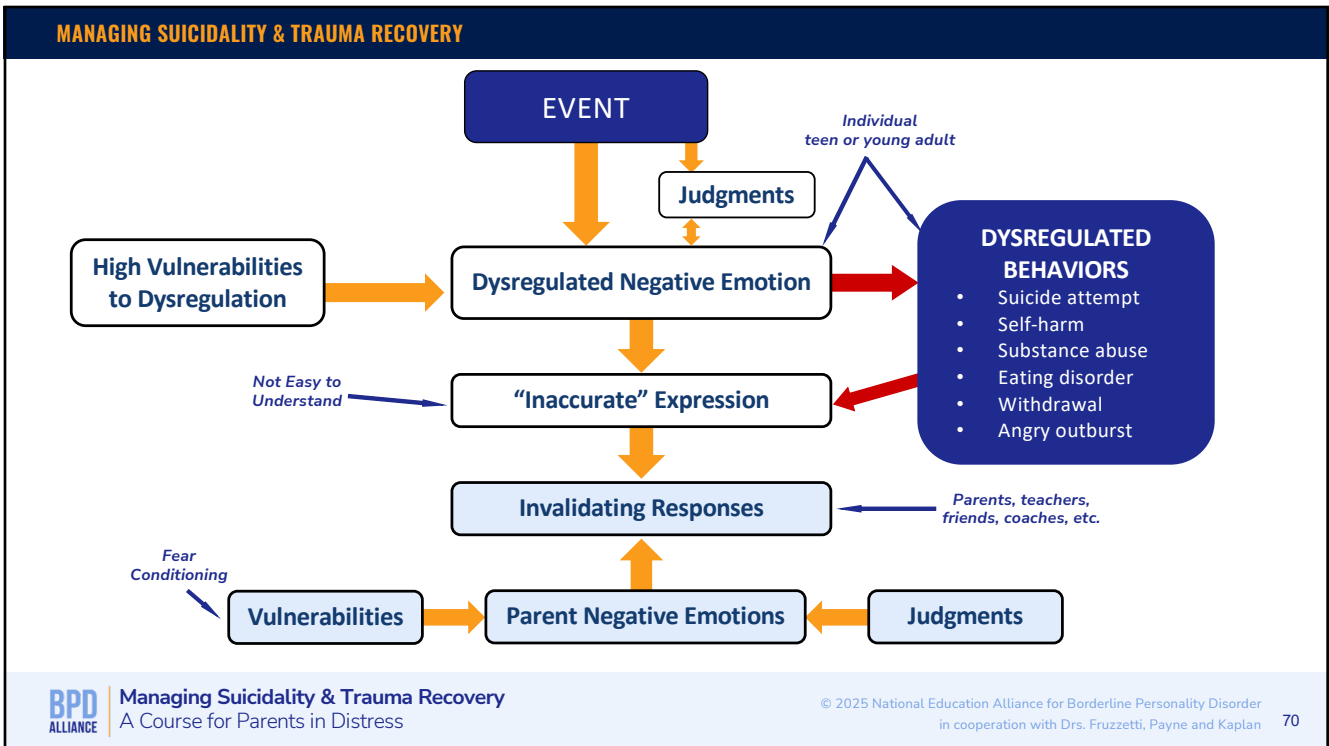 MANAGING SUICIDALITY & TRAUMA RECOVERY
EVENT
Individual
teen or young adult
Judgments
High Vulnerabilities
to Dysregulation
Dysregulated Negative Emotion
DYSREGULATED
BEHAVIORS
• Suicide attempt
• Self-harm
• Substance abuse
• Eating disorder
• Withdrawal
• Angry outburst
Not Easy to
Understand
“Inaccurate” Expression
Invalidating Responses
Parents, teachers,
friends, coaches, etc.
Fear
Conditioning
Vulnerabilities
Parent Negative Emotions
Judgments
BPD
ALLIANCE
Managing Suicidality & Trauma Recovery
A Course for Parents in Distress
© 2025 National Education Alliance for Borderline Personality Disorder
in cooperation with Drs. Fruzzetti, Payne and Kaplan
70